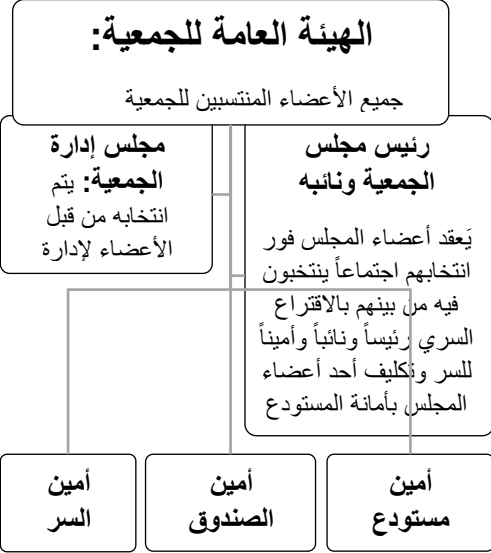 الهيئة العامة للجمعية:
جميع الأعضاء المنتسبين للجمعية
رئيس مجلس
الجمعية ونائبه
يَعقد أعضاء المجلس فور
انتخابهم اجتماعاً ينتخبون
فيه من بينهم بالاقتراع
السري رئيساً ونائباً وأميناً
للسر وتكليف أحد أعضاء
المجلس بأمانة المستودع
مجلس إدارة
الجمعية: يتم
انتخابه من قبل
الأعضاء لإدارة
أمين
مستودع
أمين
الصندوق
أمين
السر